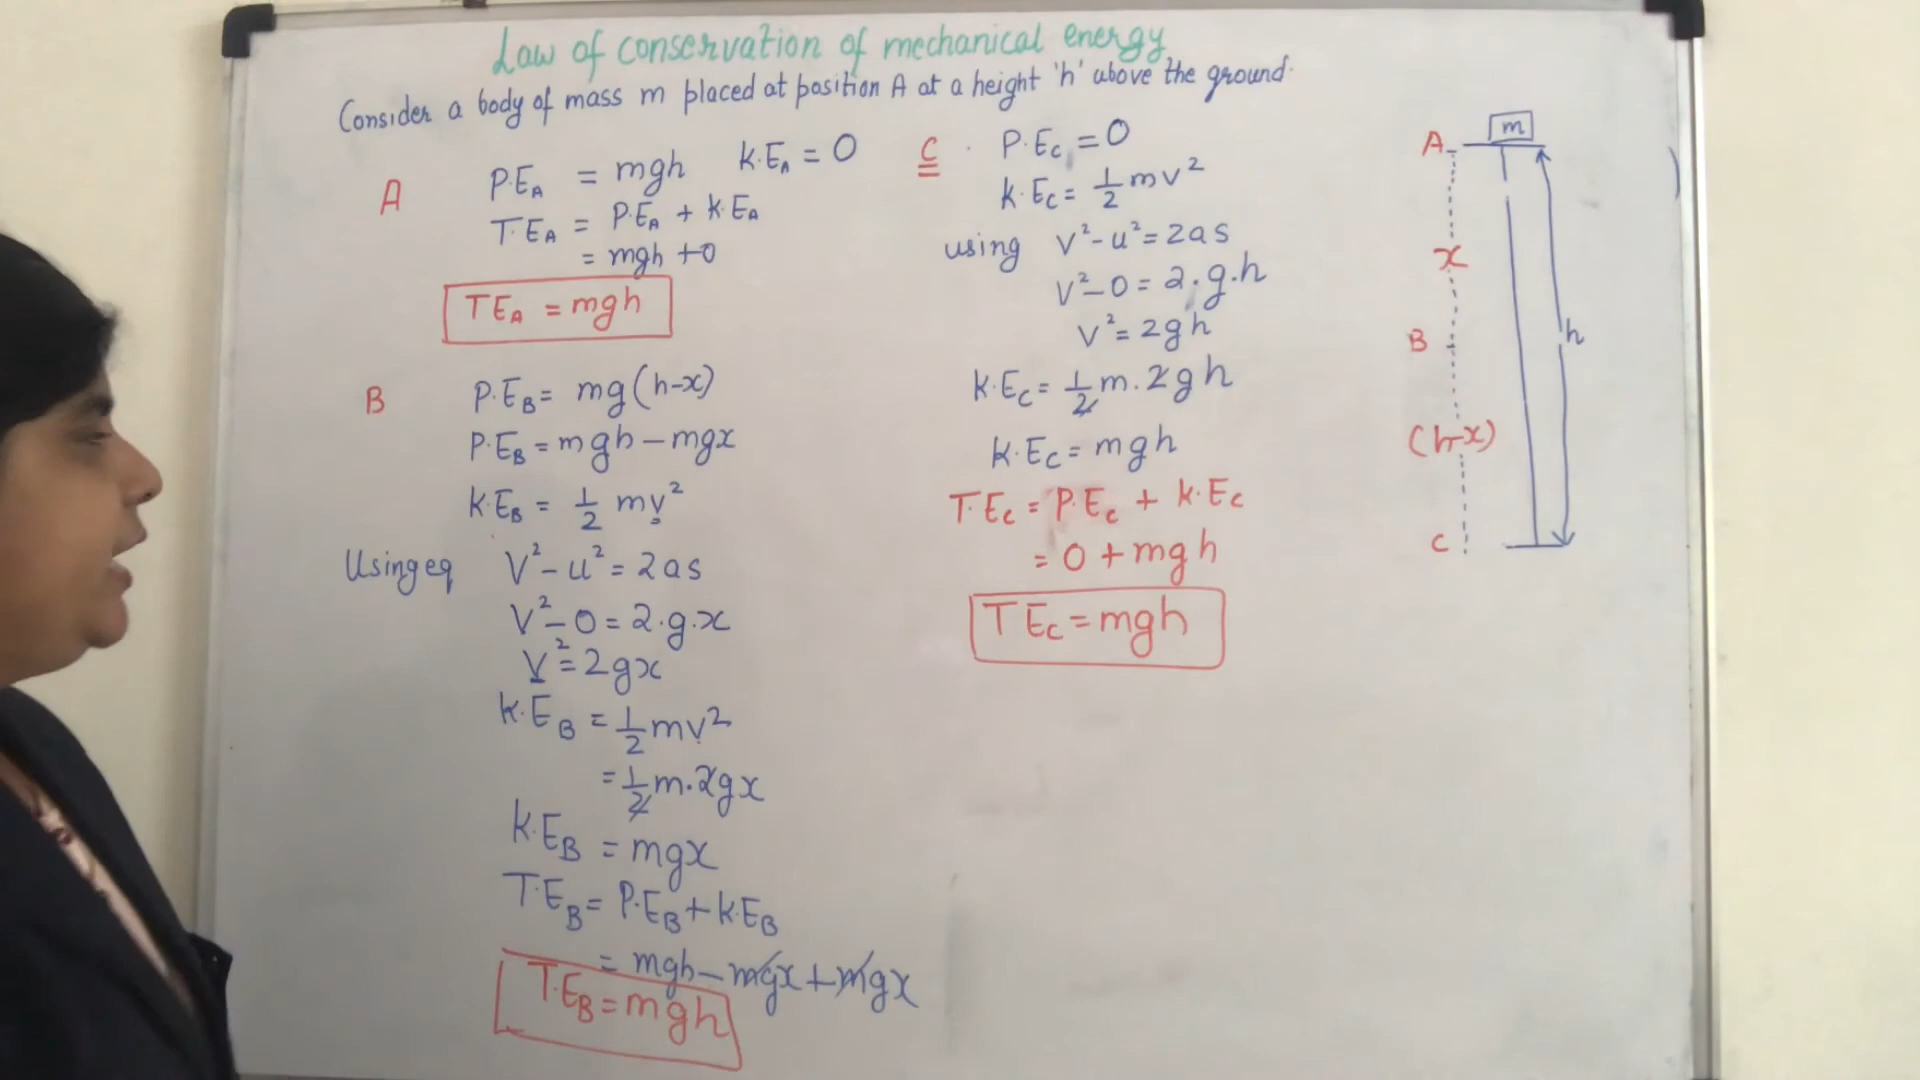 Law of conservation of mechanical energy
Consider a body of mass m placed at position A at a height 'h' above the ground.
A
P.E_A = mgh K.E_A = 0
T.E_A = P.E_A + K.E_A
= mgh + 0
TE_A = mgh
B
P.E_B = mg(h-x)
P.E_B = mgh - mgx
K.E_B = 1/2 mv²
Using eq v² - u² = 2as
v² - 0 = 2.g.x
v² = 2gx
K.E_B = 1/2 mv²
= 1/2 m.2gx
K.E_B = mgx
T.E_B = P.E_B + K.E_B
= mgh - mgx + mgx
T.E_B = mgh
C
P.E_C = 0
K.E_C = 1/2 mv²
using v² - u² = 2as
v² - 0 = 2.g.h
v² = 2gh
K.E_C = 1/2 m.2gh
K.E_C = mgh
T.E_C = P.E_C + K.E_C
= 0 + mgh
TE_C = mgh
m
A
x
B
h
(h-x)
C